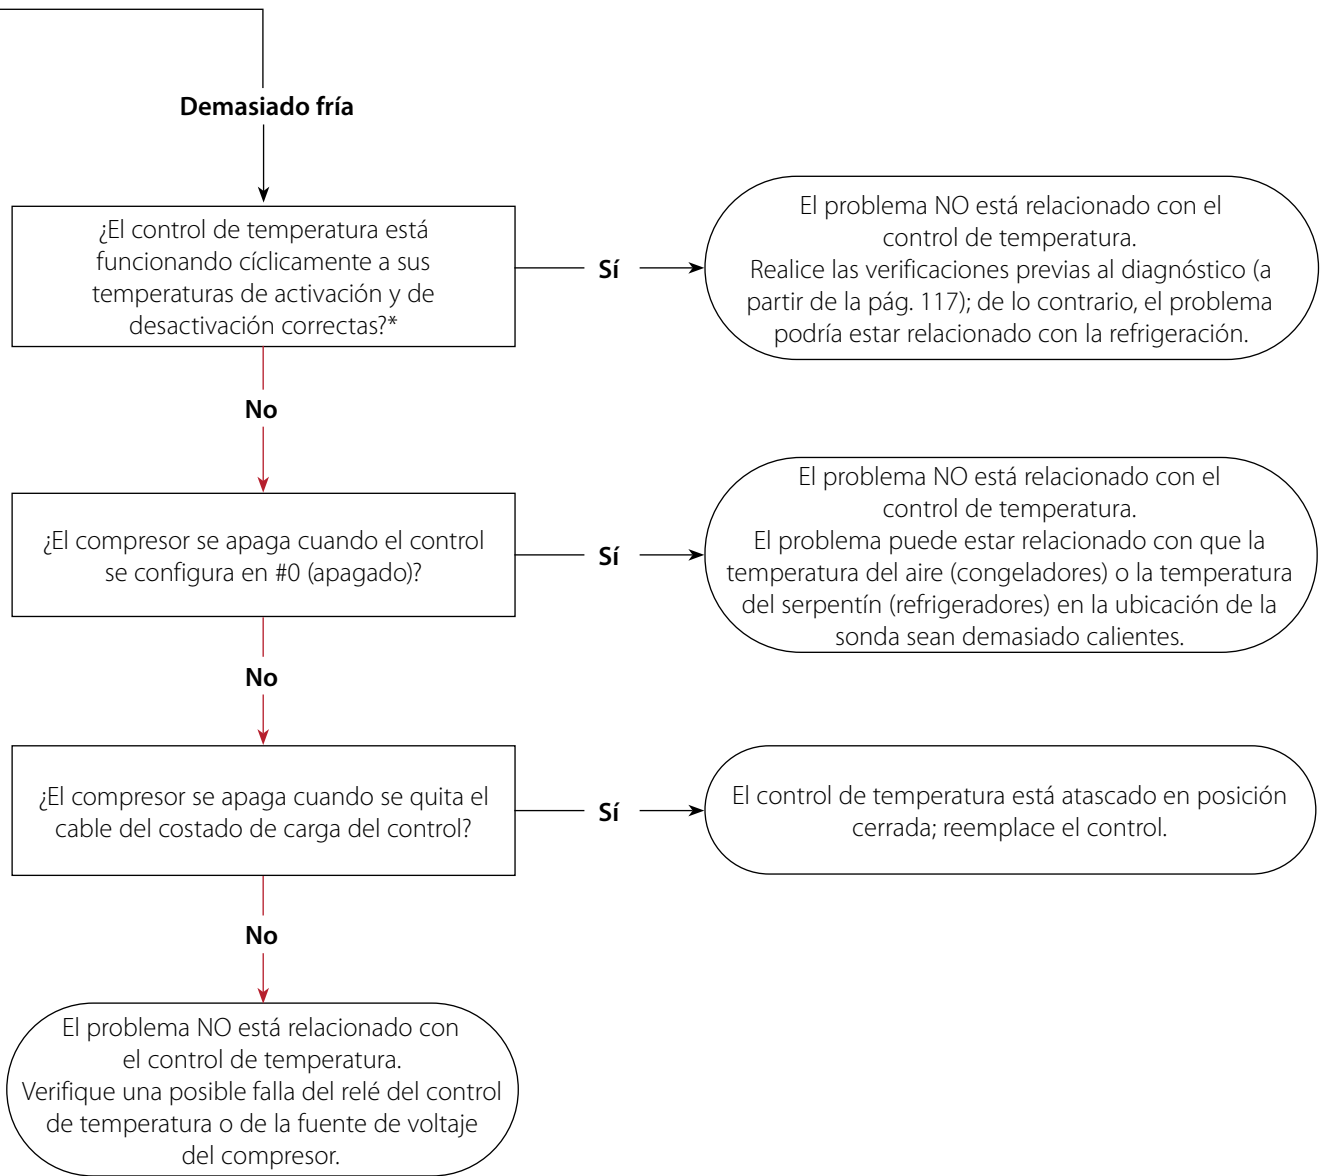 Demasiado fría
¿El control de temperatura está
funcionando cíclicamente a sus
temperaturas de activación y de
desactivación correctas?*
Sí
El problema NO está relacionado con el
control de temperatura.
Realice las verificaciones previas al diagnóstico (a
partir de la pág. 117); de lo contrario, el problema
podría estar relacionado con la refrigeración.
No
¿El compresor se apaga cuando el control
se configura en #0 (apagado)?
Sí
El problema NO está relacionado con el
control de temperatura.
El problema puede estar relacionado con que la
temperatura del aire (congeladores) o la temperatura
del serpentín (refrigeradores) en la ubicación de la
sonda sean demasiado calientes.
No
¿El compresor se apaga cuando se quita el
cable del costado de carga del control?
Sí
El control de temperatura está atascado en posición
cerrada; reemplace el control.
No
El problema NO está relacionado con
el control de temperatura.
Verifique una posible falla del relé del control
de temperatura o de la fuente de voltaje
del compresor.